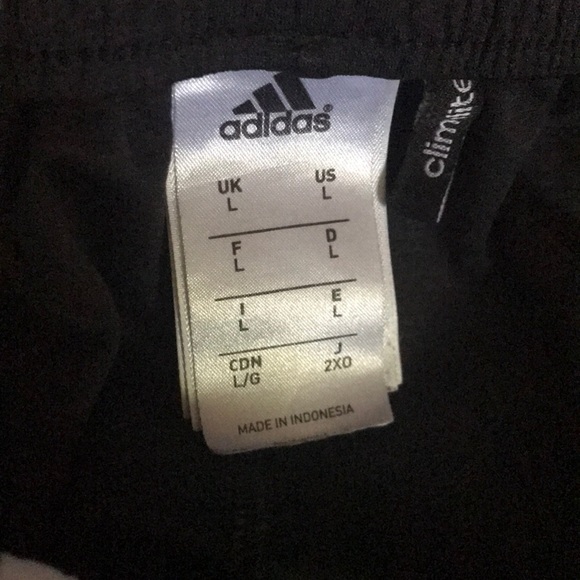 adidas®
UK US
L L
F D
L L
I E
L L
CDN J
L/G 2XO
MADE IN INDONESIA
climalite